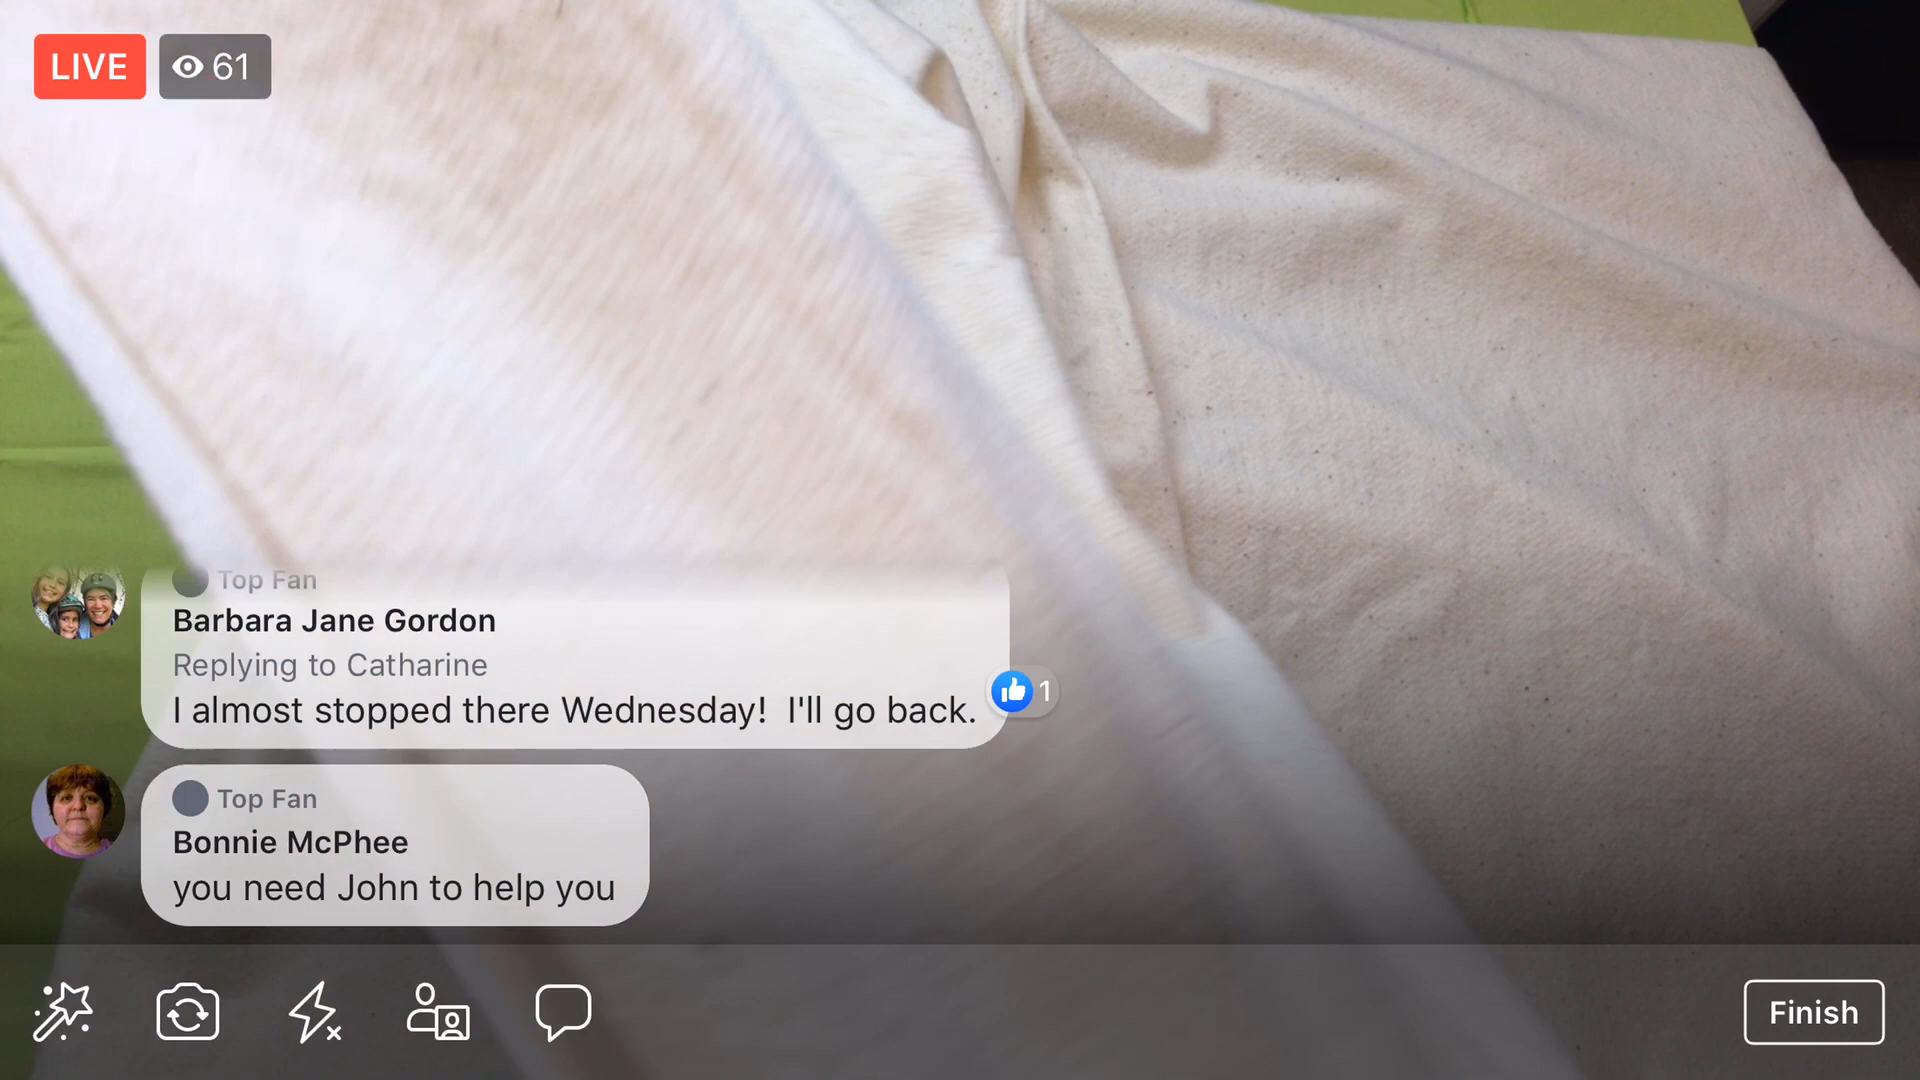 LIVE 61
Top Fan
Barbara Jane Gordon
Replying to Catharine
I almost stopped there Wednesday!  I'll go back.
1
Top Fan
Bonnie McPhee
you need John to help you
Finish